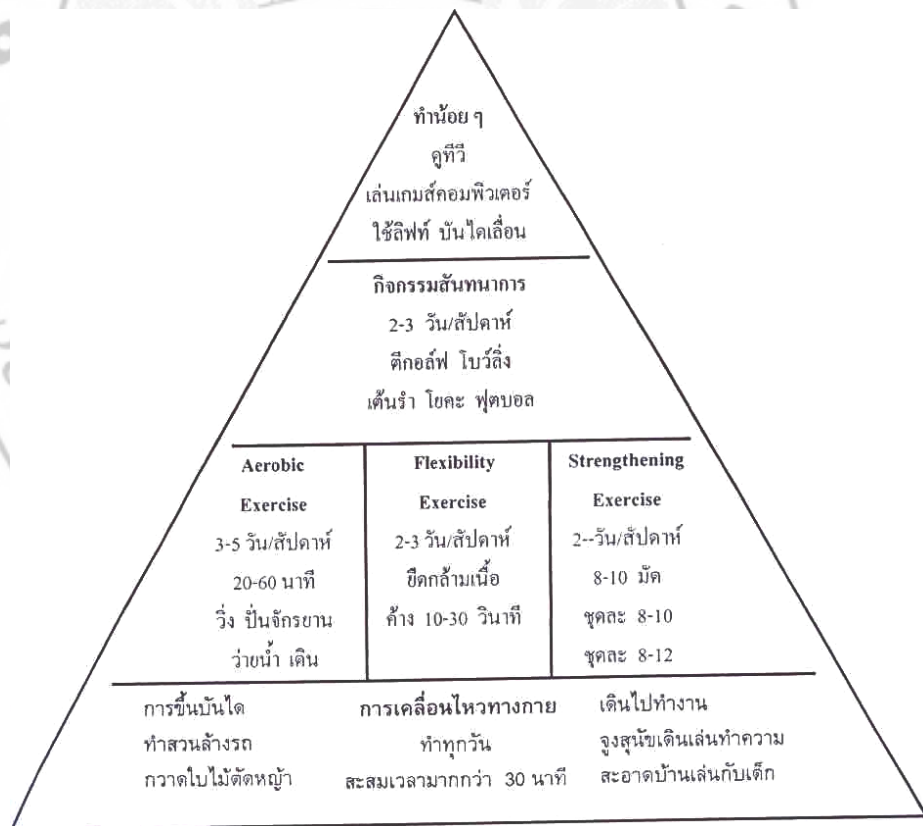 ทำน้อย ๆ
ดูทีวี
เล่นเกมส์คอมพิวเตอร์
ใช้ลิฟท์ บันไดเลื่อน
กิจกรรมสันทนาการ
2-3 วัน/สัปดาห์
ตีกอล์ฟ โบว์ลิ่ง
เต้นรำ โยคะ ฟุตบอล
Aerobic
Exercise
3-5 วัน/สัปดาห์
20-60 นาที
วิ่ง ปั่นจักรยาน
ว่ายน้ำ เดิน
Flexibility
Exercise
2-3 วัน/สัปดาห์
ยืดกล้ามเนื้อ
ค้าง 10-30 วินาที
Strengthening
Exercise
2--วัน/สัปดาห์
8-10 มัด
ชุดละ 8-10
ชุดละ 8-12
การขึ้นบันได
ทำสวนล้างรถ
กวาดใบไม้ตัดหญ้า
การเคลื่อนไหวทางกาย
ทำทุกวัน
สะสมเวลามากกว่า 30 นาที
เดินไปทำงาน
จูงสุนัขเดินเล่นทำความ
สะอาดบ้านเล่นกับเด็ก